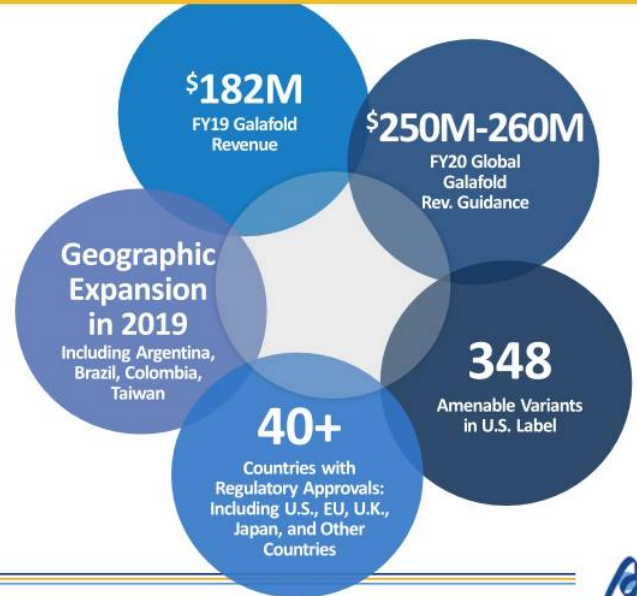 $182M
FY19 Galafold
Revenue
$250M-260M
FY20 Global
Galafold
Rev. Guidance
Geographic
Expansion
in 2019
Including Argentina,
Brazil, Colombia,
Taiwan
348
Amenable Variants
in U.S. Label
40+
Countries with
Regulatory Approvals:
Including U.S., EU, U.K.,
Japan, and Other
Countries